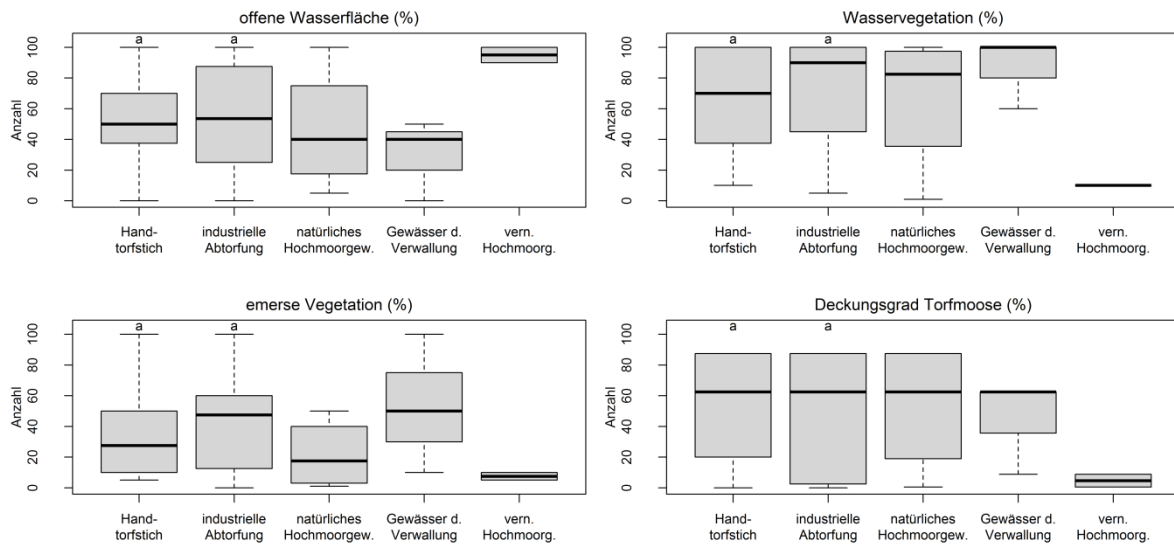 offene Wasserfläche (%)
Anzahl
100
80
60
40
20
0
a a
Hand-
torfstich
industrielle
Abtorfung
natürliches
Hochmoorgew.
Gewässer d.
Verwallung
vern.
Hochmoorg.
Wasservegetation (%)
Anzahl
100
80
60
40
20
0
a a
Hand-
torfstich
industrielle
Abtorfung
natürliches
Hochmoorgew.
Gewässer d.
Verwallung
vern.
Hochmoorg.
emerse Vegetation (%)
Anzahl
100
80
60
40
20
0
a a
Hand-
torfstich
industrielle
Abtorfung
natürliches
Hochmoorgew.
Gewässer d.
Verwallung
vern.
Hochmoorg.
Deckungsgrad Torfmoose (%)
Anzahl
100
80
60
40
20
0
a a
Hand-
torfstich
industrielle
Abtorfung
natürliches
Hochmoorgew.
Gewässer d.
Verwallung
vern.
Hochmoorg.